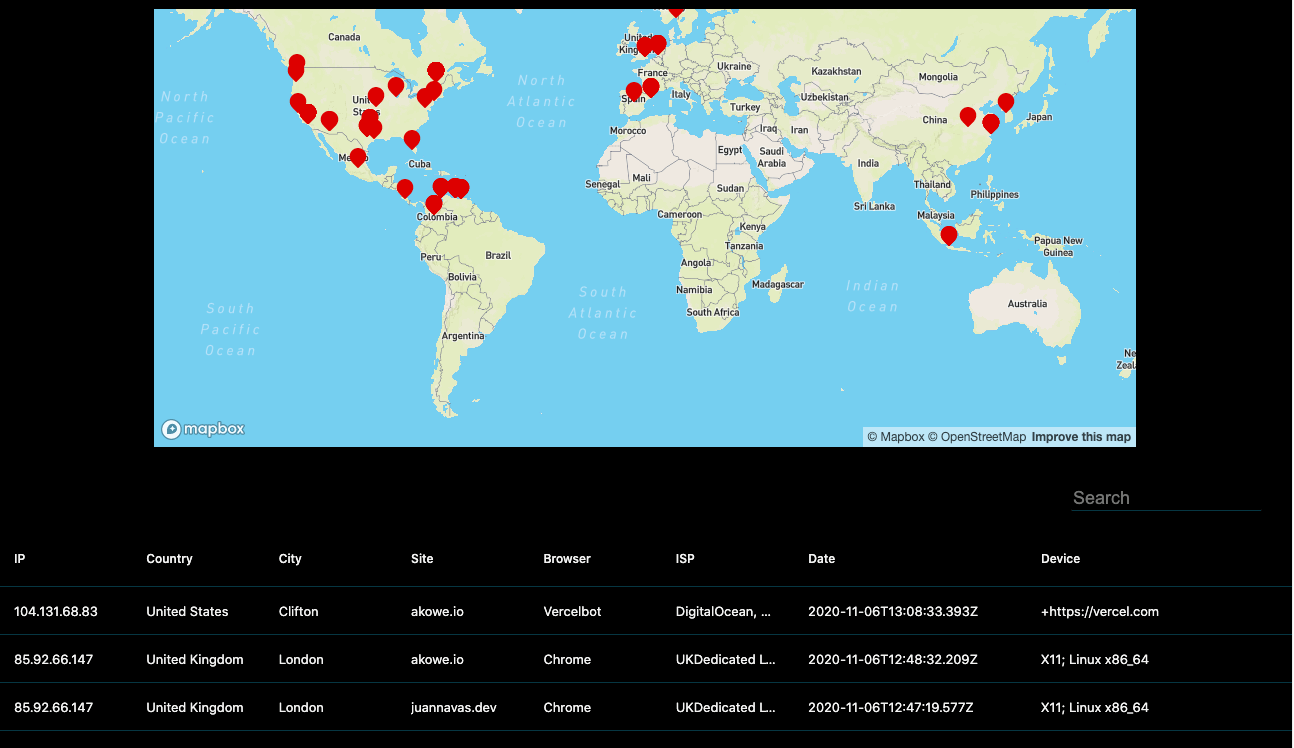 Canada
United
Kingdom
Ukraine
Kazakhstan
Mongolia
North
Atlantic
Ocean
France
Italy
Spain
Uzbekistan
Turkey
North
Pacific
Ocean
United
States
China
Japan
Morocco
Iraq
Iran
Egypt
Saudi
Arabia
Mexico
Cuba
India
Senegal
Mali
Sudan
Thailand
Philippines
Sri Lanka
Cameroon
Malaysia
Colombia
Kenya
Tanzania
Papua New
Guinea
Peru
Brazil
Angola
Bolivia
Namibia
Madagascar
Indian
Ocean
South
Atlantic
Ocean
South
Pacific
Ocean
South Africa
Australia
Argentina
Ne
Zeal
mapbox
© Mapbox © OpenStreetMap Improve this map
Search
IP Country City Site Browser ISP Date Device
104.131.68.83 United States Clifton akowe.io Vercelbot DigitalOcean, ... 2020-11-06T13:08:33.393Z +https://vercel.com
85.92.66.147 United Kingdom London akowe.io Chrome UKDedicated L... 2020-11-06T12:48:32.209Z X11; Linux x86_64
85.92.66.147 United Kingdom London juannavas.dev Chrome UKDedicated L... 2020-11-06T12:47:19.577Z X11; Linux x86_64